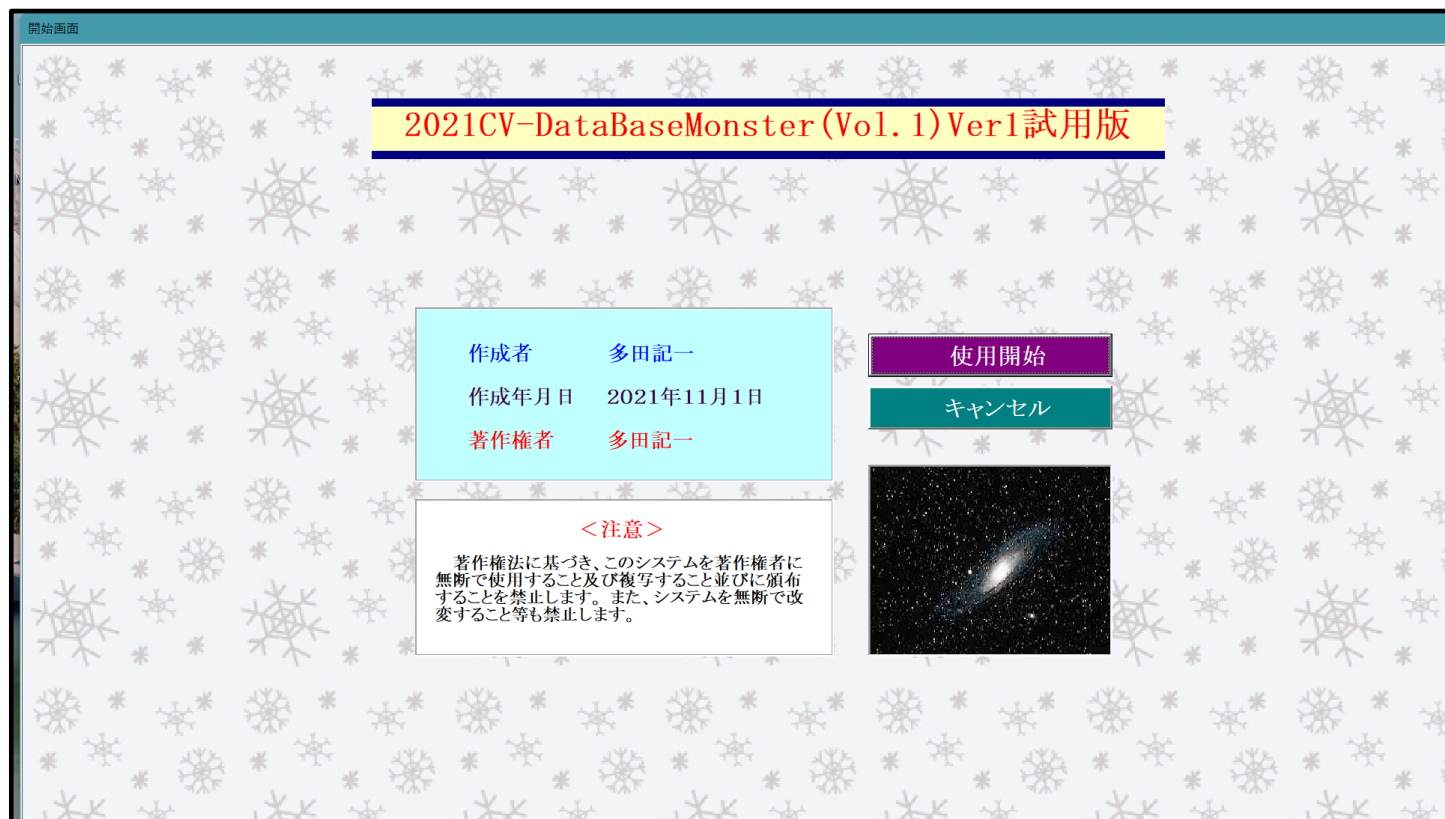 開始画面
2021CV-DataBaseMonster(Vol.1)Ver1試用版
作成者 多田記一
作成年月日 2021年11月1日
著作権者 多田記一
使用開始
キャンセル
＜注意＞
著作権法に基づき、このシステムを著作権者に
無断で使用すること及び複写すること並びに頒布
することを禁止します。また、システムを無断で改
変すること等も禁止します。